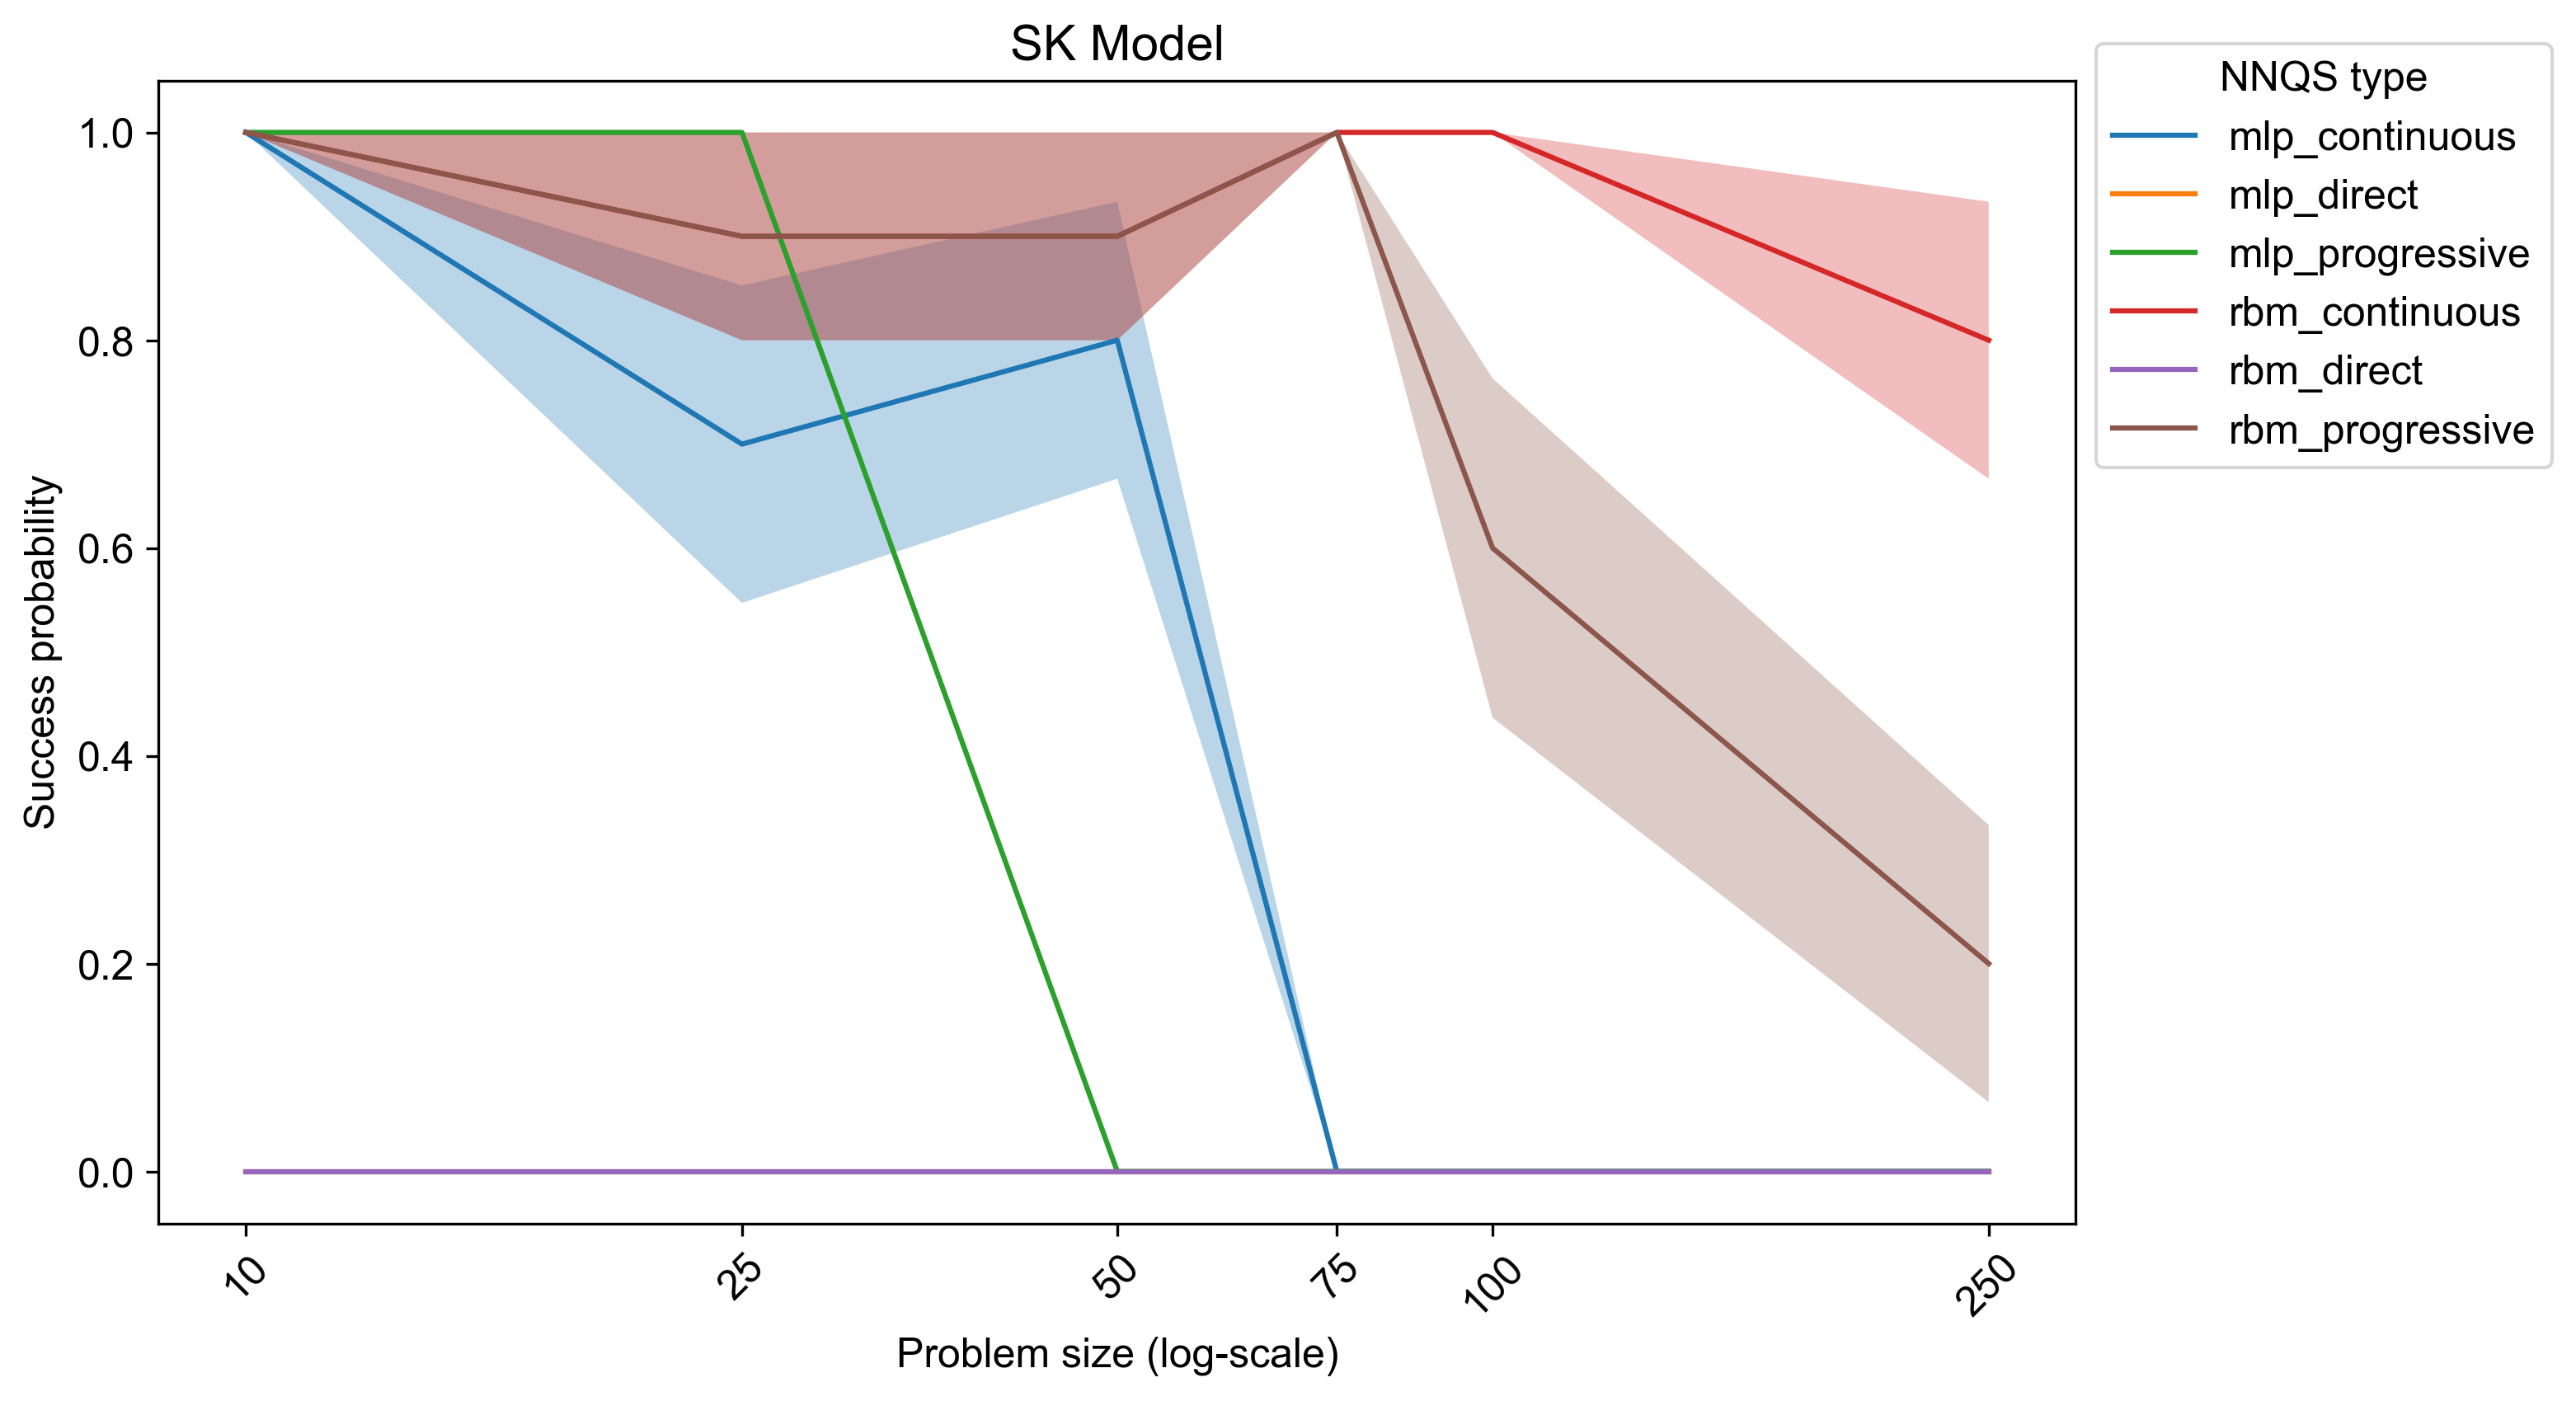 SK Model
NNQS type
mlp_continuous
mlp_direct
mlp_progressive
rbm_continuous
rbm_direct
rbm_progressive
Success probability
1.0
0.8
0.6
0.4
0.2
0.0
10
25
50
75
100
250
Problem size (log-scale)